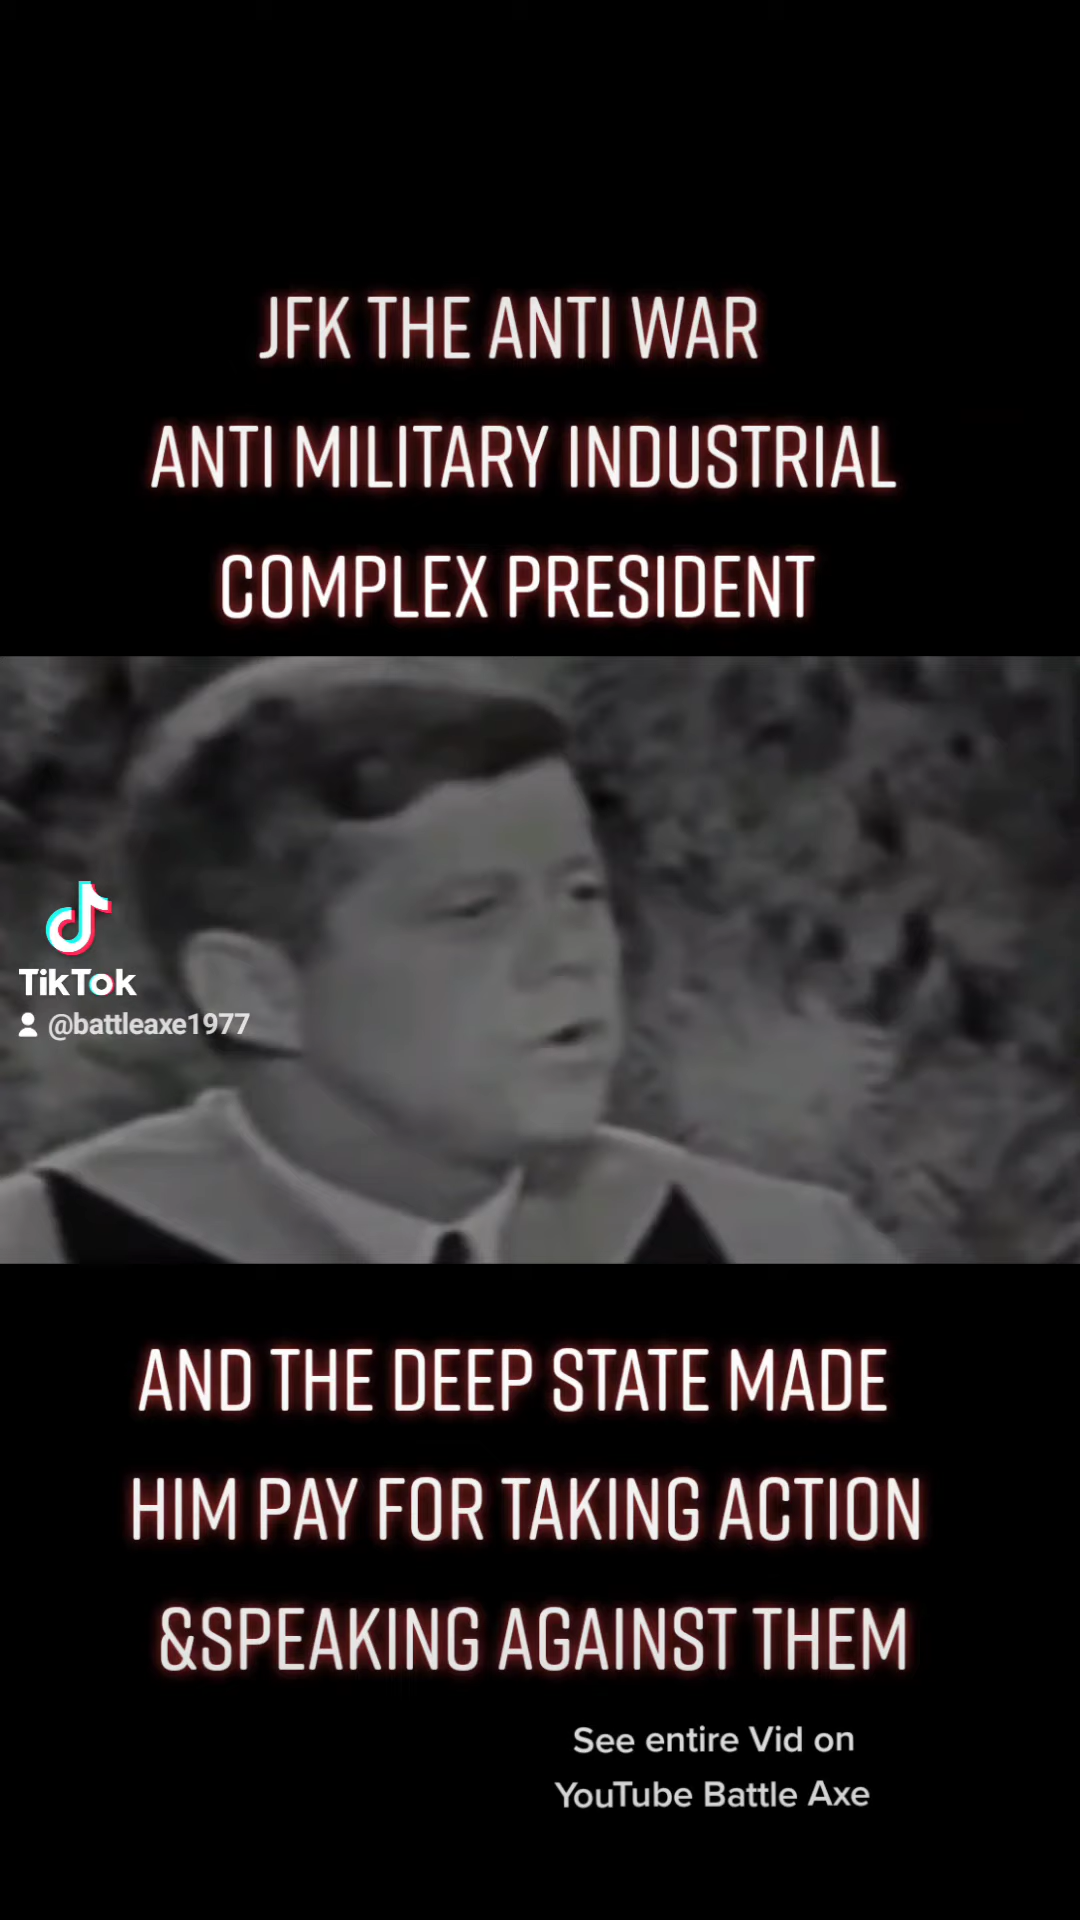 JFK THE ANTI WAR
ANTI MILITARY INDUSTRIAL
COMPLEX PRESIDENT
TikTok
@battleaxe1977
AND THE DEEP STATE MADE
HIM PAY FOR TAKING ACTION
&SPEAKING AGAINST THEM
See entire Vid on
YouTube Battle Axe